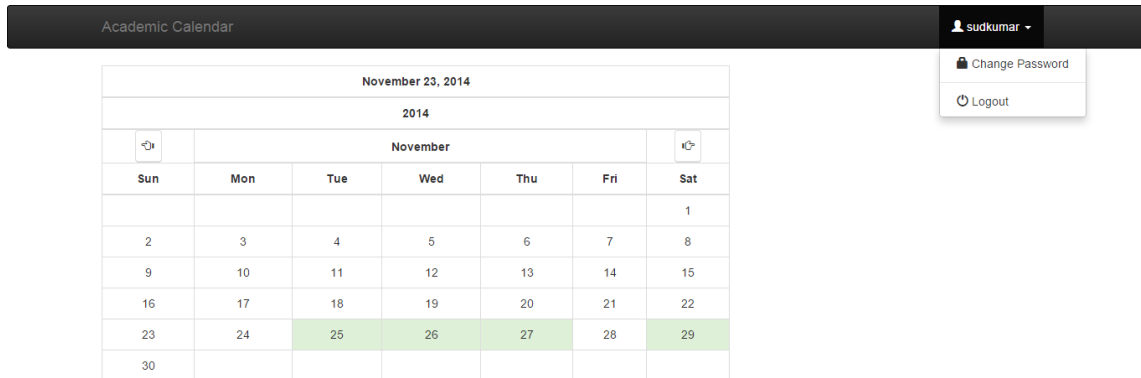 Academic Calendar
sudkumar
Change Password
Logout
November 23, 2014
2014
November
Sun Mon Tue Wed Thu Fri Sat
1
2 3 4 5 6 7 8
9 10 11 12 13 14 15
16 17 18 19 20 21 22
23 24 25 26 27 28 29
30